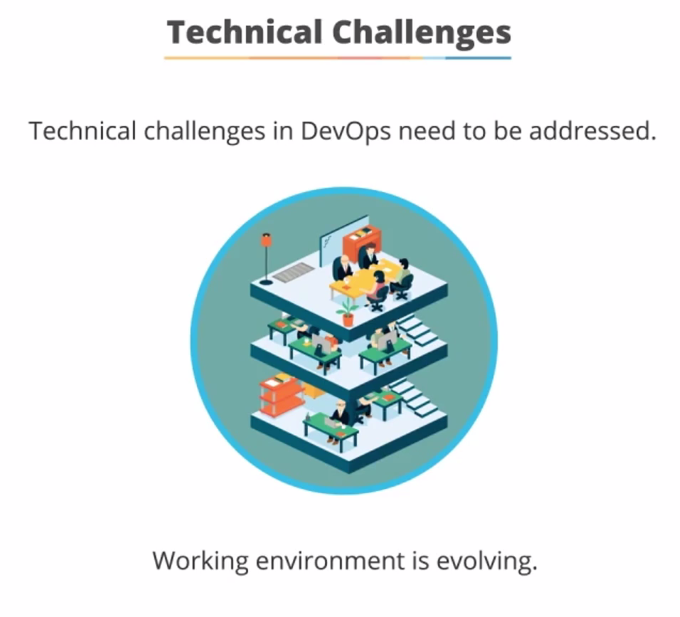 Technical Challenges
Technical challenges in DevOps need to be addressed.
Working environment is evolving.